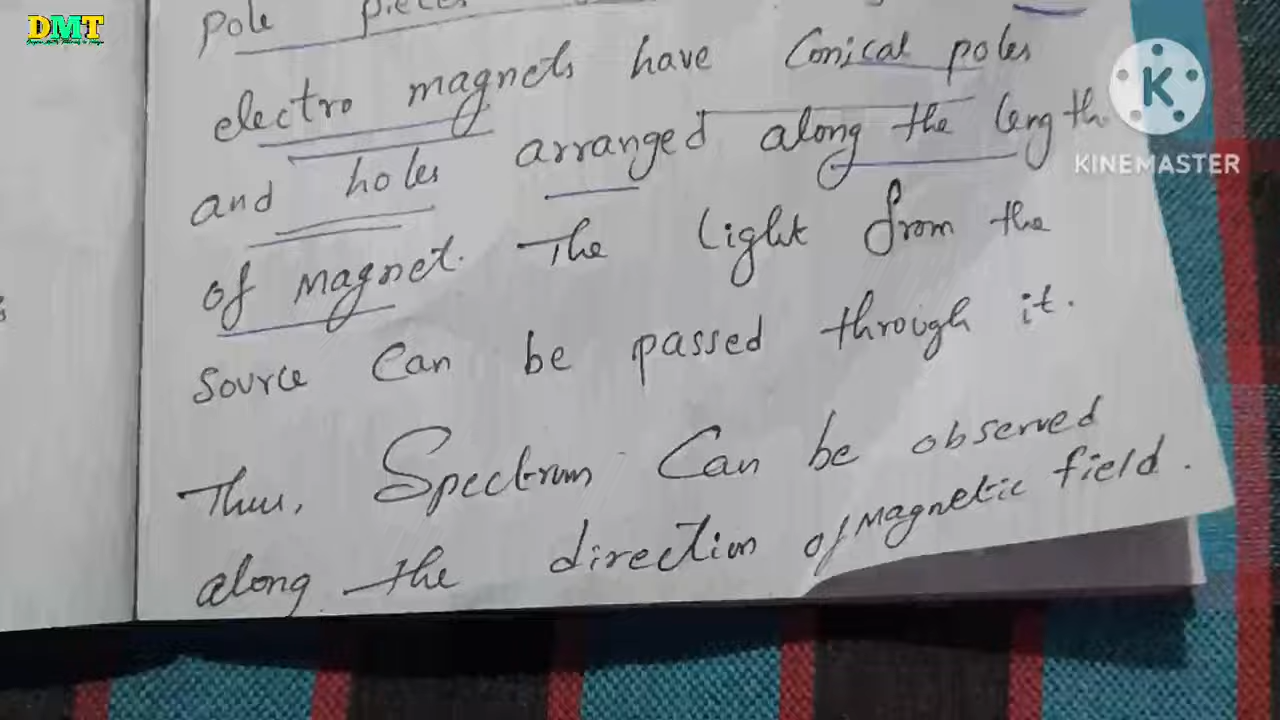 DMT
pole pieces
electro magnets have Conical poles
and holes arranged along the length
of magnet. The light from the
source can be passed through it.
Thus, Spectrum can be observed
along the direction of Magnetic field.
K
KINEMASTER